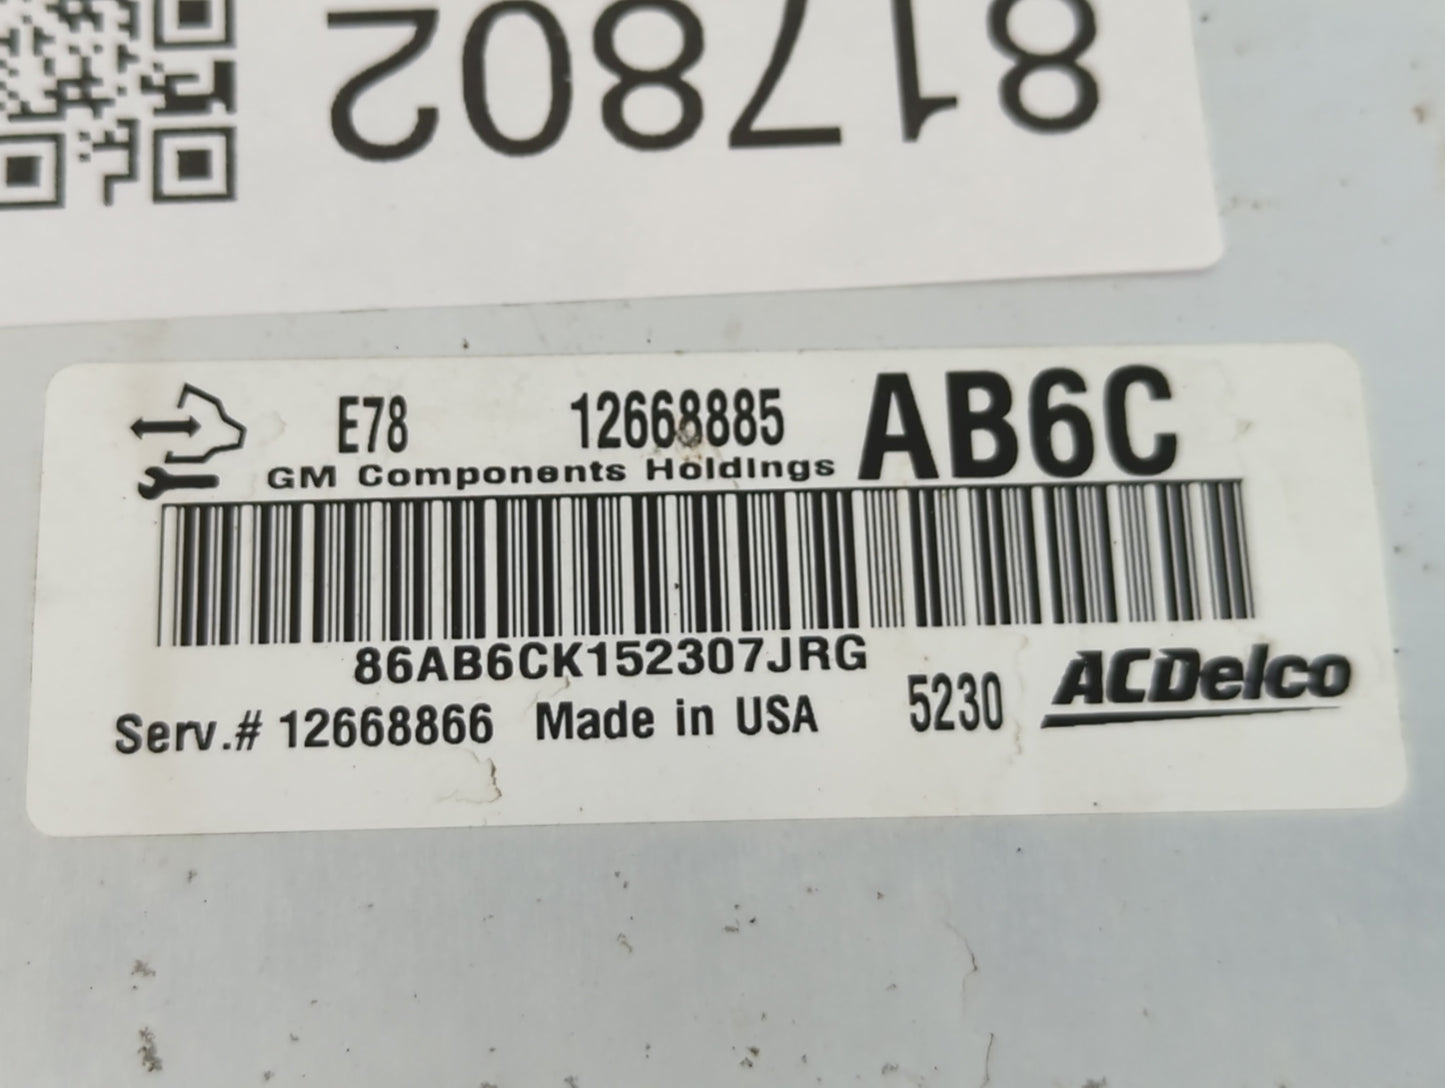 817802
E78 12668885 AB6C
GM Components Holdings
86AB6CK152307JRG
Serv.# 12668866 Made in USA 5230 ACDelco